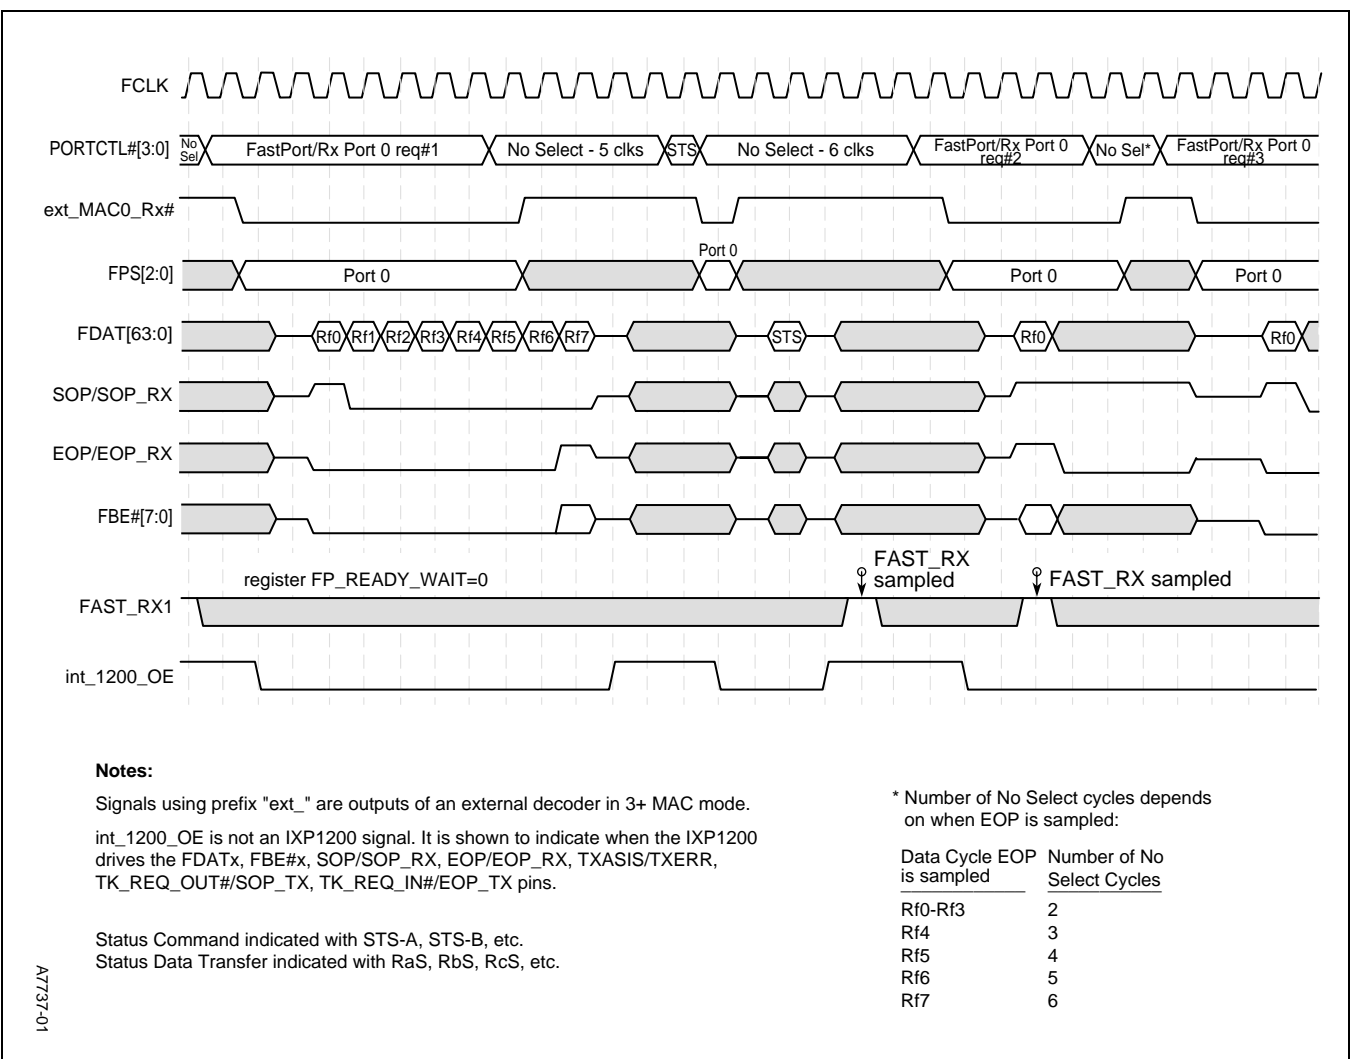 FCLK
PORTCTL#[3:0] No Sel FastPort/Rx Port 0 req#1 No Select - 5 clks STS No Select - 6 clks FastPort/Rx Port 0 req#2 No Sel* FastPort/Rx Port 0 req#3
ext_MAC0_Rx#
Port 0
FPS[2:0] Port 0 Port 0 Port 0
FDAT[63:0] Rf0 Rf1 Rf2 Rf3 Rf4 Rf5 Rf6 Rf7 STS Rf0 Rf0
SOP/SOP_RX
EOP/EOP_RX
FBE#[7:0]
register FP_READY_WAIT=0
FAST_RX sampled
FAST_RX sampled
FAST_RX1
int_1200_OE
Notes:
Signals using prefix "ext_" are outputs of an external decoder in 3+ MAC mode.
int_1200_OE is not an IXP1200 signal. It is shown to indicate when the IXP1200
drives the FDATx, FBE#x, SOP/SOP_RX, EOP/EOP_RX, TXASIS/TXERR,
TK_REQ_OUT#/SOP_TX, TK_REQ_IN#/EOP_TX pins.
Status Command indicated with STS-A, STS-B, etc.
Status Data Transfer indicated with RaS, RbS, RcS, etc.
* Number of No Select cycles depends
on when EOP is sampled:
Data Cycle EOP Number of No
is sampled Select Cycles
Rf0-Rf3 2
Rf4 3
Rf5 4
Rf6 5
Rf7 6
A7737-01